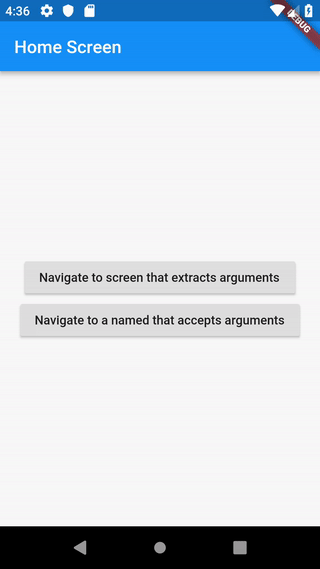 4:36
DEBUG
Home Screen
Navigate to screen that extracts arguments
Navigate to a named that accepts arguments